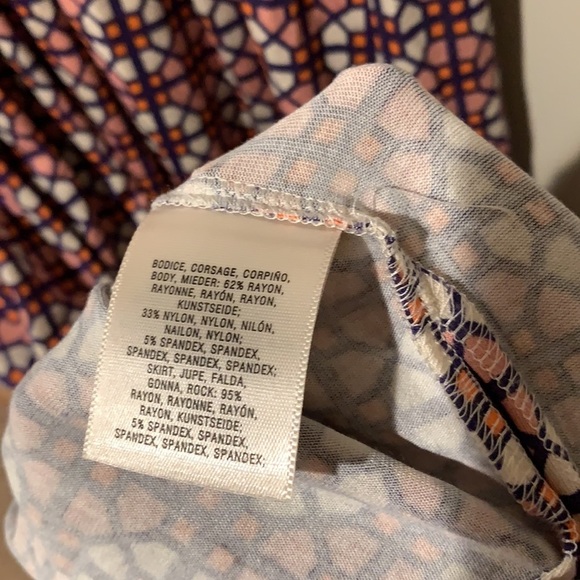 BODICE, CORSAGE, CORPIÑO,
BODY, MIEDER: 62% RAYON,
RAYONNE, RAYÓN, RAYON,
KUNSTSEIDE;
33% NYLON, NYLON, NILÓN,
NAILON, NYLON;
5% SPANDEX, SPANDEX,
SPANDEX, SPANDEX, SPANDEX;
SKIRT, JUPE, FALDA,
GONNA, ROCK: 95%
RAYON, RAYONNE, RAYÓN,
RAYON, KUNSTSEIDE;
5% SPANDEX, SPANDEX,
SPANDEX, SPANDEX, SPANDEX;